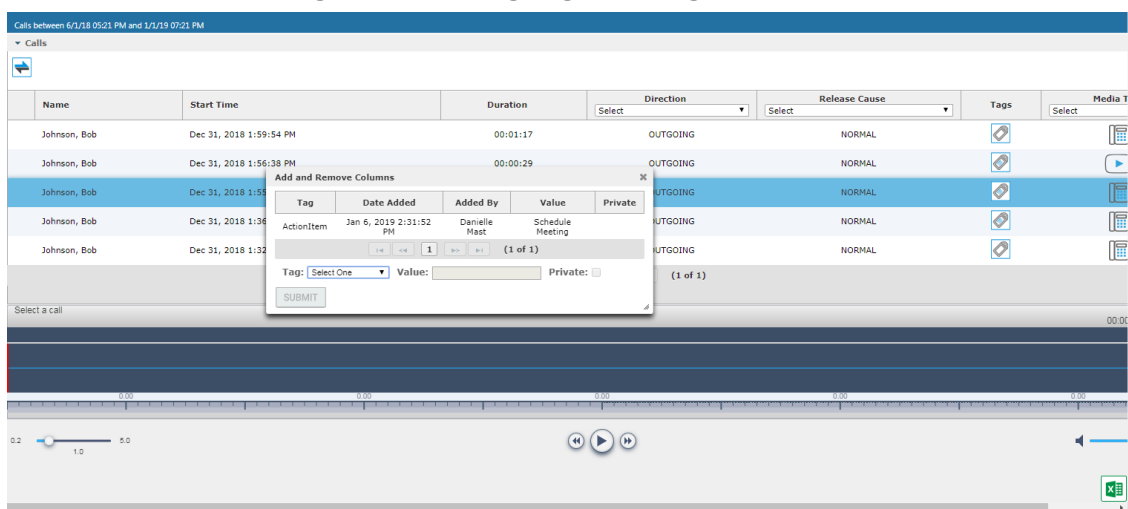 Calls between 6/1/18 05:21 PM and 1/1/19 07:21 PM
Calls
Name Start Time Duration Direction Release Cause Tags Media T
Select Select Select
Johnson, Bob Dec 31, 2018 1:59:54 PM 00:01:17 OUTGOING NORMAL
Johnson, Bob Dec 31, 2018 1:56:38 PM 00:00:29 OUTGOING NORMAL
Add and Remove Columns
Johnson, Bob Dec 31, 2018 1:55 UTGOING NORMAL
Tag Date Added Added By Value Private
Johnson, Bob Dec 31, 2018 1:36 UTGOING NORMAL
ActionItem Jan 6, 2019 2:31:52 PM Danielle Mast Schedule Meeting
Johnson, Bob Dec 31, 2018 1:32 UTGOING NORMAL
1 (1 of 1)
Tag: Select One Value: Private:
(1 of 1)
SUBMIT
Select a call
00:00
0.00 0.00 0.00 0.00 0.00
0.2 5.0
1.0